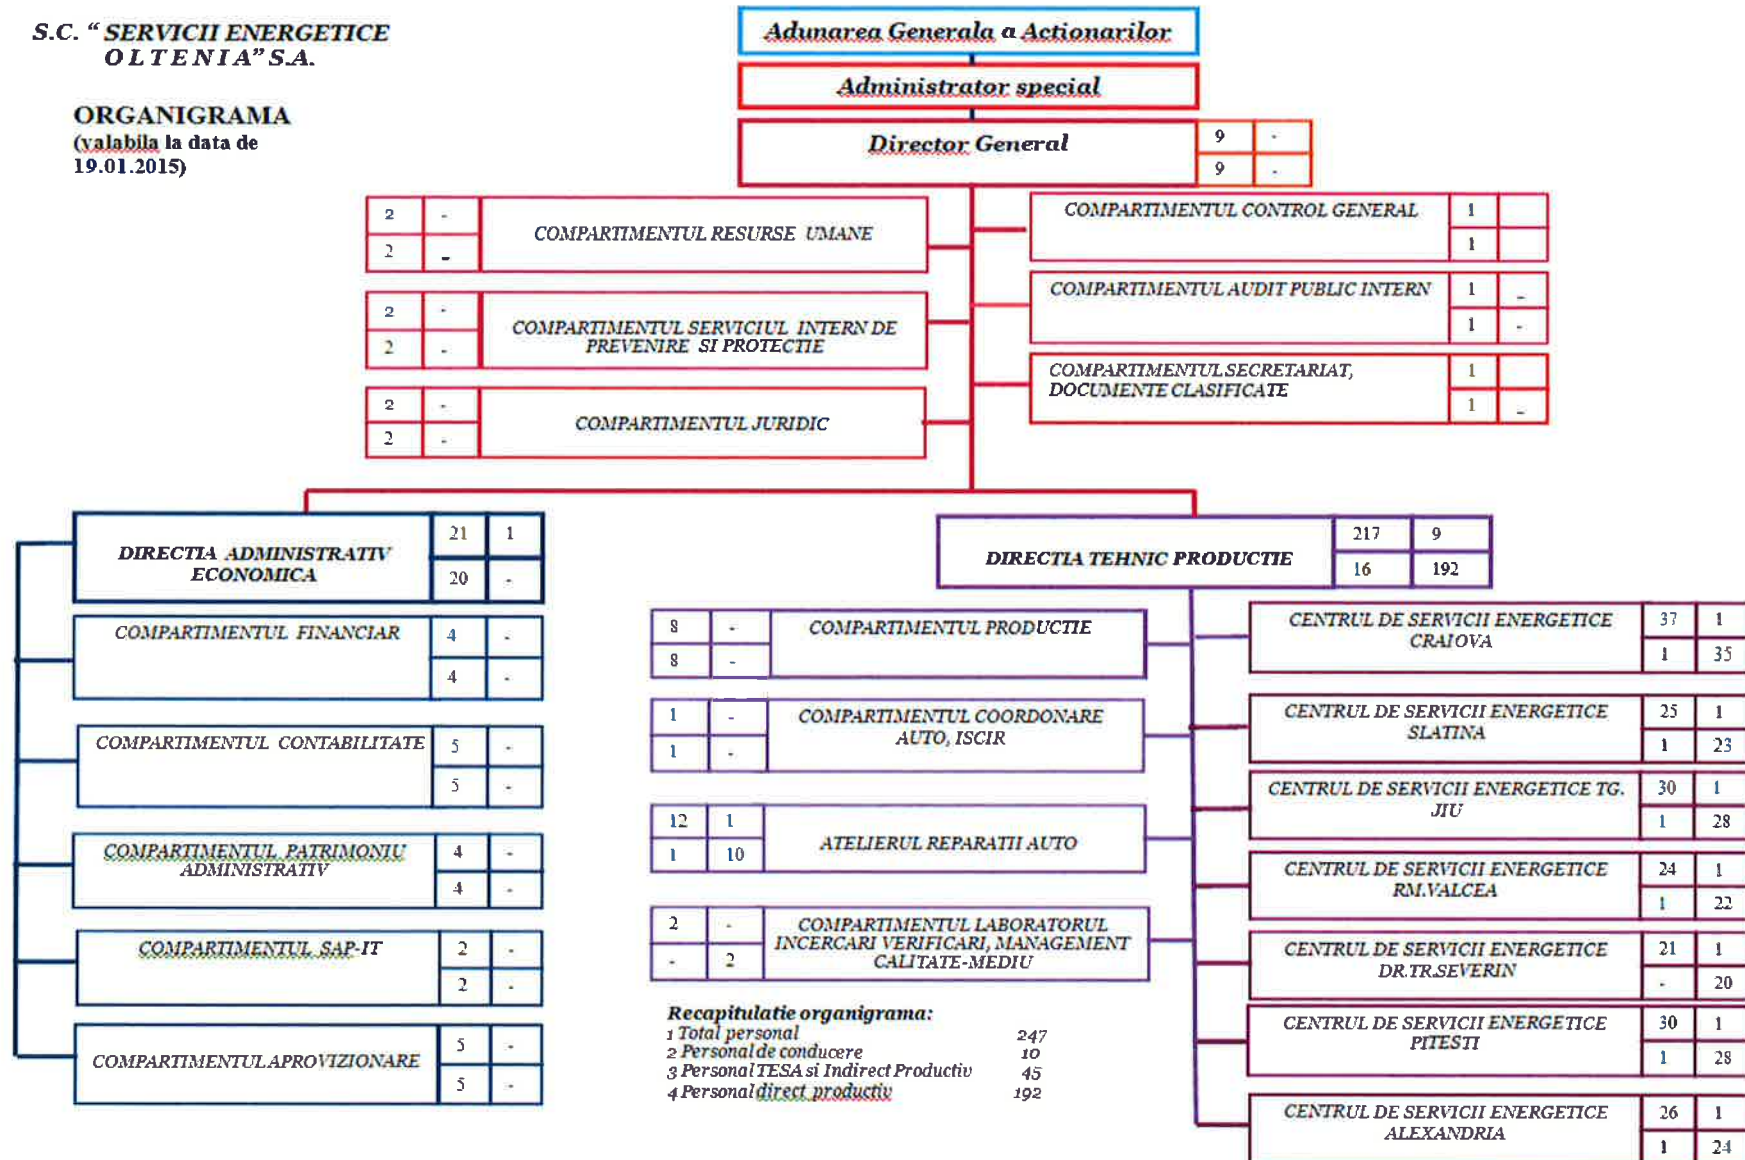 S.C. “ SERVICII ENERGETICE
OLTENIA” S.A.
ORGANIGRAMA
(valabila la data de
19.01.2015)
Adunarea Generala a Actionarilor
Administrator special
Director General
9 -
9 -
2 -
2 -
COMPARTIMENTUL RESURSE UMANE
COMPARTIMENTUL CONTROL GENERAL
1
1
2 -
2 -
COMPARTIMENTUL SERVICIUL INTERN DE
PREVENIRE SI PROTECTIE
COMPARTIMENTUL AUDIT PUBLIC INTERN
1 -
1 -
2 -
2 -
COMPARTIMENTUL JURIDIC
COMPARTIMENTUL SECRETARIAT,
DOCUMENTE CLASIFICATE
1
1 -
DIRECTIA ADMINISTRATIV
ECONOMICA
21 1
20 -
COMPARTIMENTUL FINANCIAR
4 -
4 -
COMPARTIMENTUL CONTABILITATE
5 -
5 -
COMPARTIMENTUL PATRIMONIU
ADMINISTRATIV
4 -
4 -
COMPARTIMENTUL SAP-IT
2 -
2 -
COMPARTIMENTUL APROVIZIONARE
5 -
5 -
DIRECTIA TEHNIC PRODUCTIE
217 9
16 192
8 -
8 -
COMPARTIMENTUL PRODUCTIE
1 -
1 -
COMPARTIMENTUL COORDONARE
AUTO, ISCIR
12 1
1 10
ATELIERUL REPARATII AUTO
2 -
- 2
COMPARTIMENTUL LABORATORUL
INCERCARI VERIFICARI, MANAGEMENT
CALITATE-MEDIU
CENTRUL DE SERVICII ENERGETICE
CRAIOVA
37 1
1 35
CENTRUL DE SERVICII ENERGETICE
SLATINA
25 1
1 23
CENTRUL DE SERVICII ENERGETICE TG.
JIU
30 1
1 28
CENTRUL DE SERVICII ENERGETICE
RM.VALCEA
24 1
1 22
CENTRUL DE SERVICII ENERGETICE
DR.TR.SEVERIN
21 1
- 20
CENTRUL DE SERVICII ENERGETICE
PITESTI
30 1
1 28
CENTRUL DE SERVICII ENERGETICE
ALEXANDRIA
26 1
1 24
Recapitulatie organigrama:
1 Total personal 247
2 Personal de conducere 10
3 Personal TESA si Indirect Productiv 45
4 Personal direct productiv 192